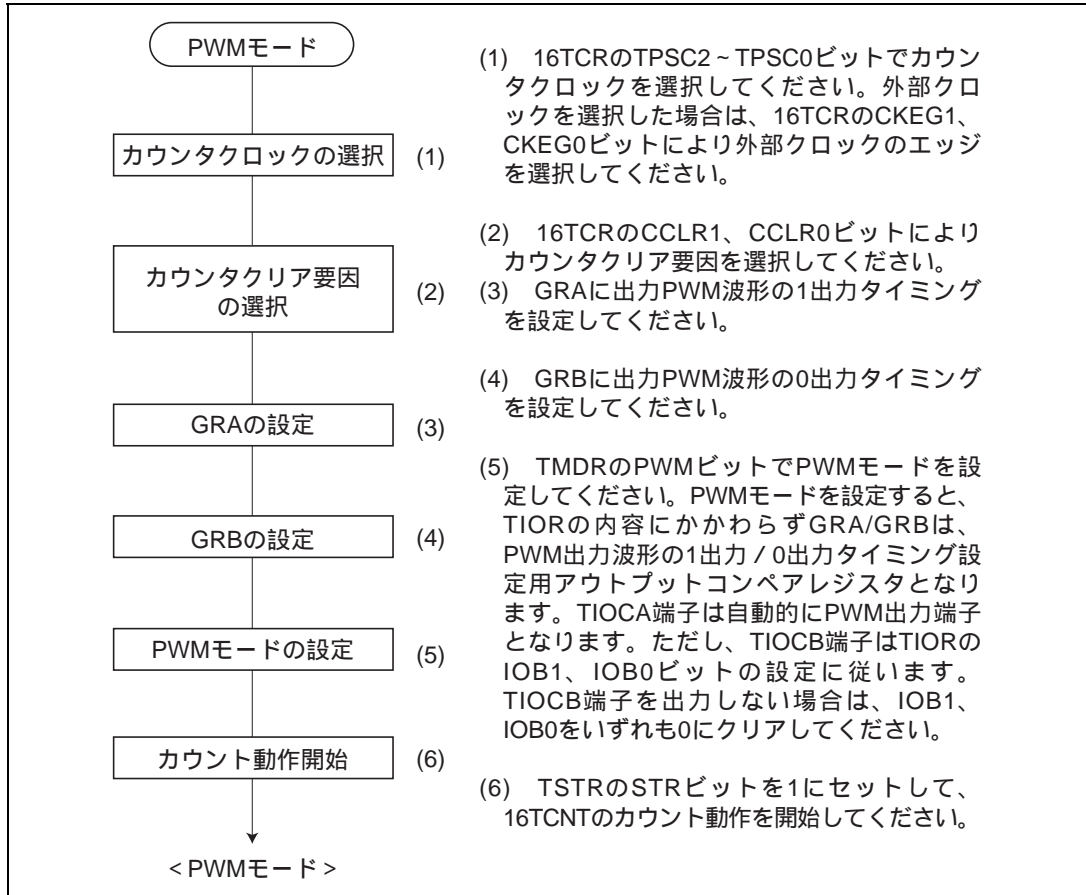 PWMモード
カウンタクロックの選択 (1)
カウンタクリア要因
の選択 (2)
GRAの設定 (3)
GRBの設定 (4)
PWMモードの設定 (5)
カウント動作開始 (6)
<PWMモード>
(1) 16TCRのTPSC2~TPSC0ビットでカウン
タクロックを選択してください。外部クロ
ックを選択した場合は、16TCRのCKEG1、
CKEG0ビットにより外部クロックのエッジ
を選択してください。
(2) 16TCRのCCLR1、CCLR0ビットにより
カウンタクリア要因を選択してください。
(3) GRAに出力PWM波形の1出力タイミング
を設定してください。
(4) GRBに出力PWM波形の0出力タイミング
を設定してください。
(5) TMDRのPWMビットでPWMモードを設
定してください。PWMモードを設定すると、
TIORの内容にかかわらずGRA/GRBは、
PWM出力波形の1出力/0出力タイミング設
定用アウトプットコンペアレジスタとなり
ます。TIOCA端子は自動的にPWM出力端子
となります。ただし、TIOCB端子はTIORの
IOB1、IOB0ビットの設定に従います。
TIOCB端子を出力しない場合は、IOB1、
IOB0をいずれも0にクリアしてください。
(6) TSTRのSTRビットを1にセットして、
16TCNTのカウント動作を開始してください。